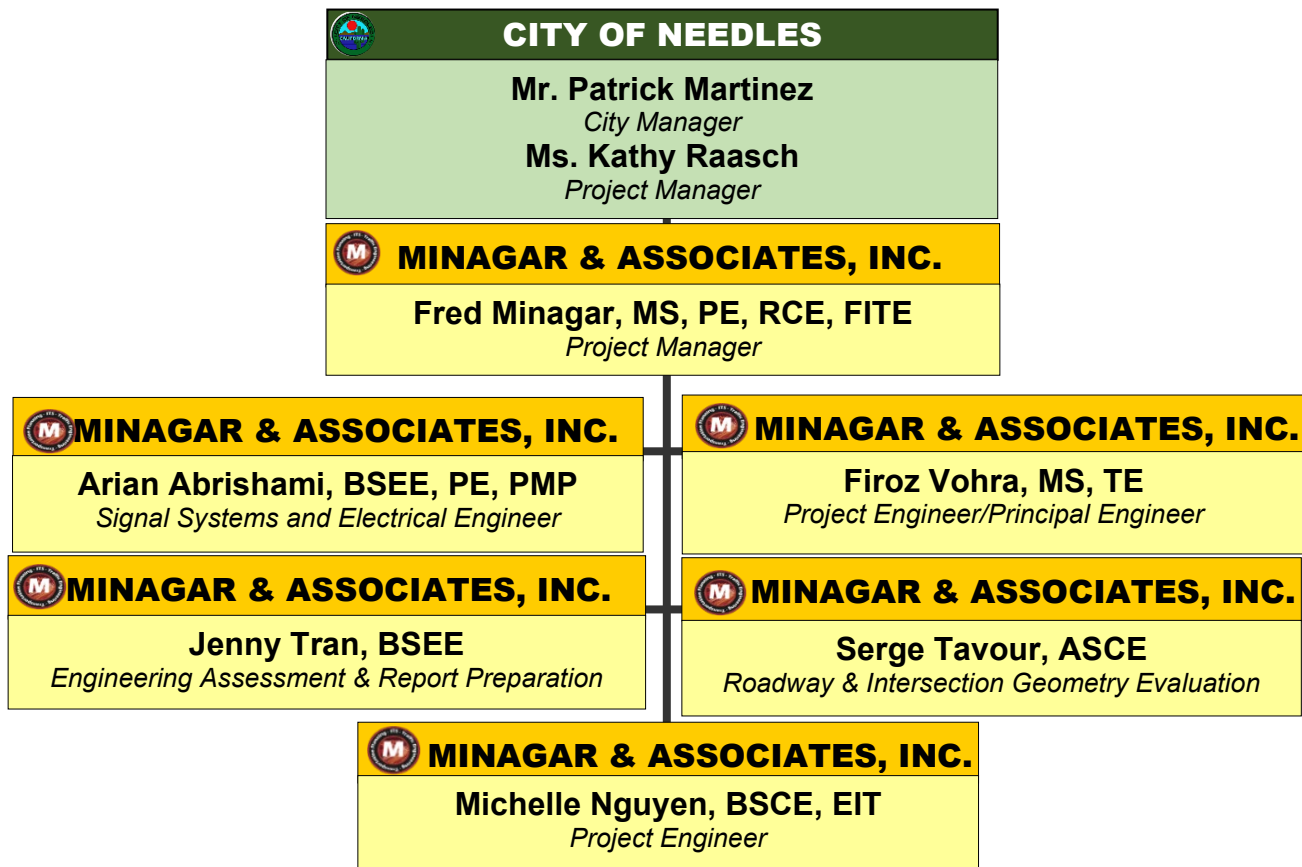 CITY OF NEEDLES
Mr. Patrick Martinez
City Manager
Ms. Kathy Raasch
Project Manager
MINAGAR & ASSOCIATES, INC.
Fred Minagar, MS, PE, RCE, FITE
Project Manager
MINAGAR & ASSOCIATES, INC.
Arian Abrishami, BSEE, PE, PMP
Signal Systems and Electrical Engineer
MINAGAR & ASSOCIATES, INC.
Firoz Vohra, MS, TE
Project Engineer/Principal Engineer
MINAGAR & ASSOCIATES, INC.
Jenny Tran, BSEE
Engineering Assessment & Report Preparation
MINAGAR & ASSOCIATES, INC.
Serge Tavour, ASCE
Roadway & Intersection Geometry Evaluation
MINAGAR & ASSOCIATES, INC.
Michelle Nguyen, BSCE, EIT
Project Engineer